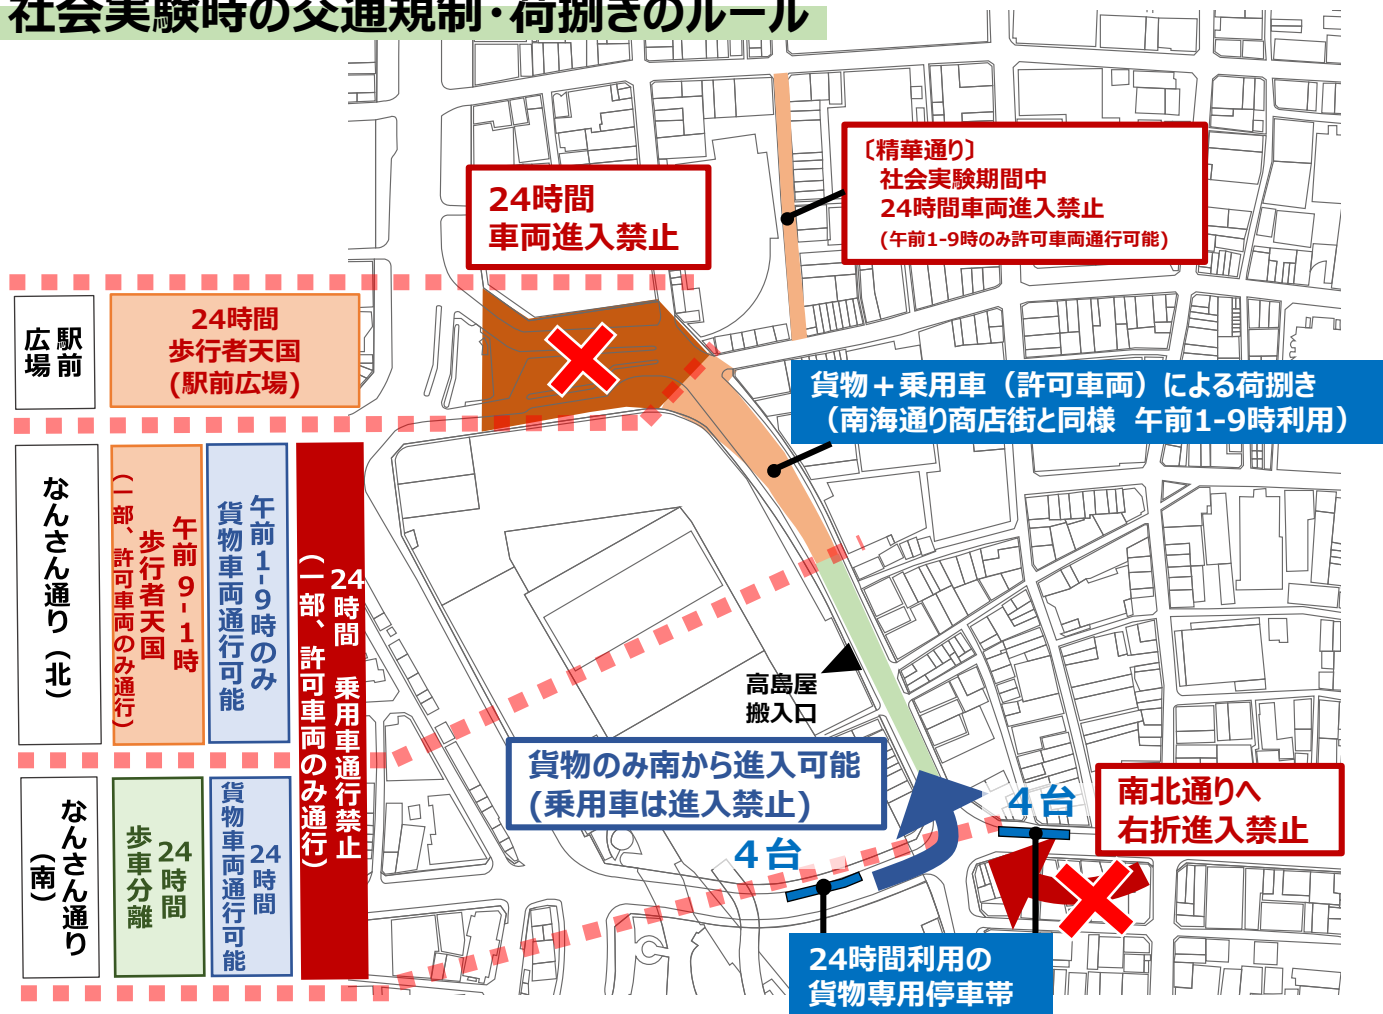 社会実験時の交通規制・荷捌きのルール
〔精華通り〕
社会実験期間中
24時間車両進入禁止
(午前1-9時のみ許可車両通行可能)
24時間
車両進入禁止
駅前
広場
24時間
歩行者天国
(駅前広場)
貨物＋乗用車（許可車両）による荷捌き
（南海通り商店街と同様 午前1-9時利用）
なんさん通り（北）
午前9-1時
歩行者天国
（一部、許可車両のみ通行）
午前1-9時のみ
貨物車両通行可能
24時間 乗用車通行禁止
（一部、許可車両のみ通行）
高島屋
搬入口
貨物のみ南から進入可能
(乗用車は進入禁止)
4台
南北通りへ
右折進入禁止
4台
なんさん通り
（南）
24時間
歩車分離
24時間
貨物車両通行可能
24時間利用の
貨物専用停車帯